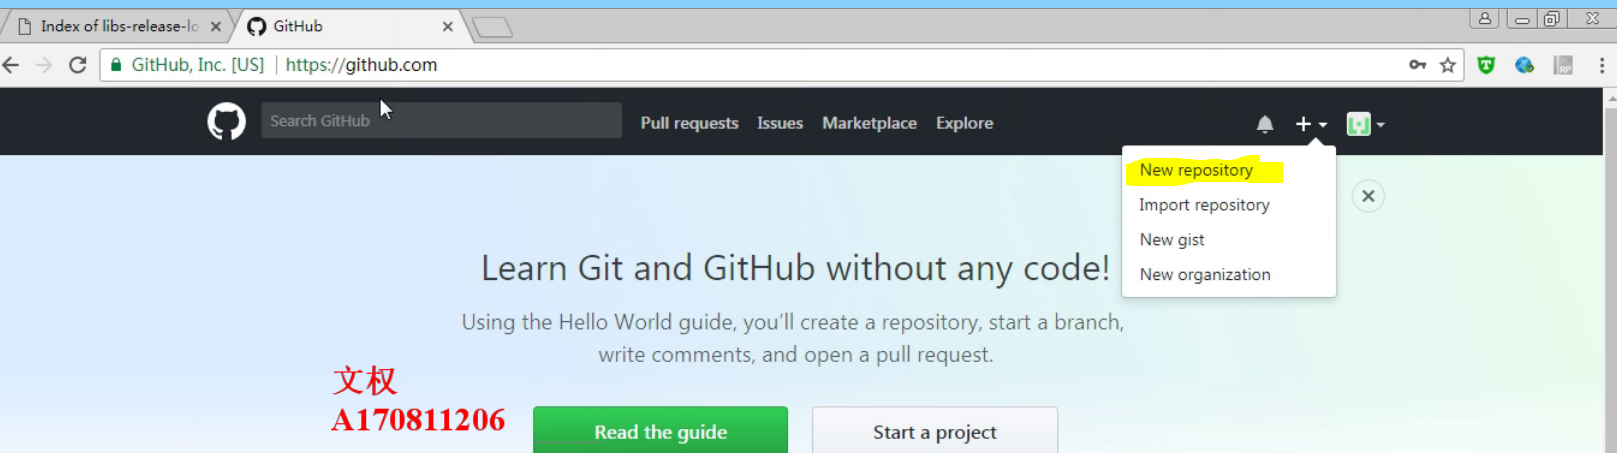 Index of libs-release-lo
GitHub
GitHub, Inc. [US] | https://github.com
RP
Search GitHub
Pull requests Issues Marketplace Explore
New repository
Import repository
New gist
New organization
Learn Git and GitHub without any code!
Using the Hello World guide, you'll create a repository, start a branch,
write comments, and open a pull request.
文权
A170811206
Read the guide
Start a project